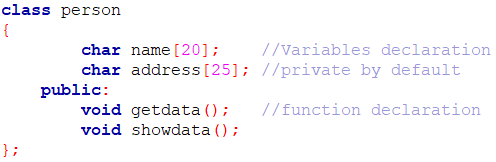 class person
{
        char name[20];    //Variables declaration
        char address[25]; //private by default
    public:
        void getdata();   //function declaration
        void showdata();
};